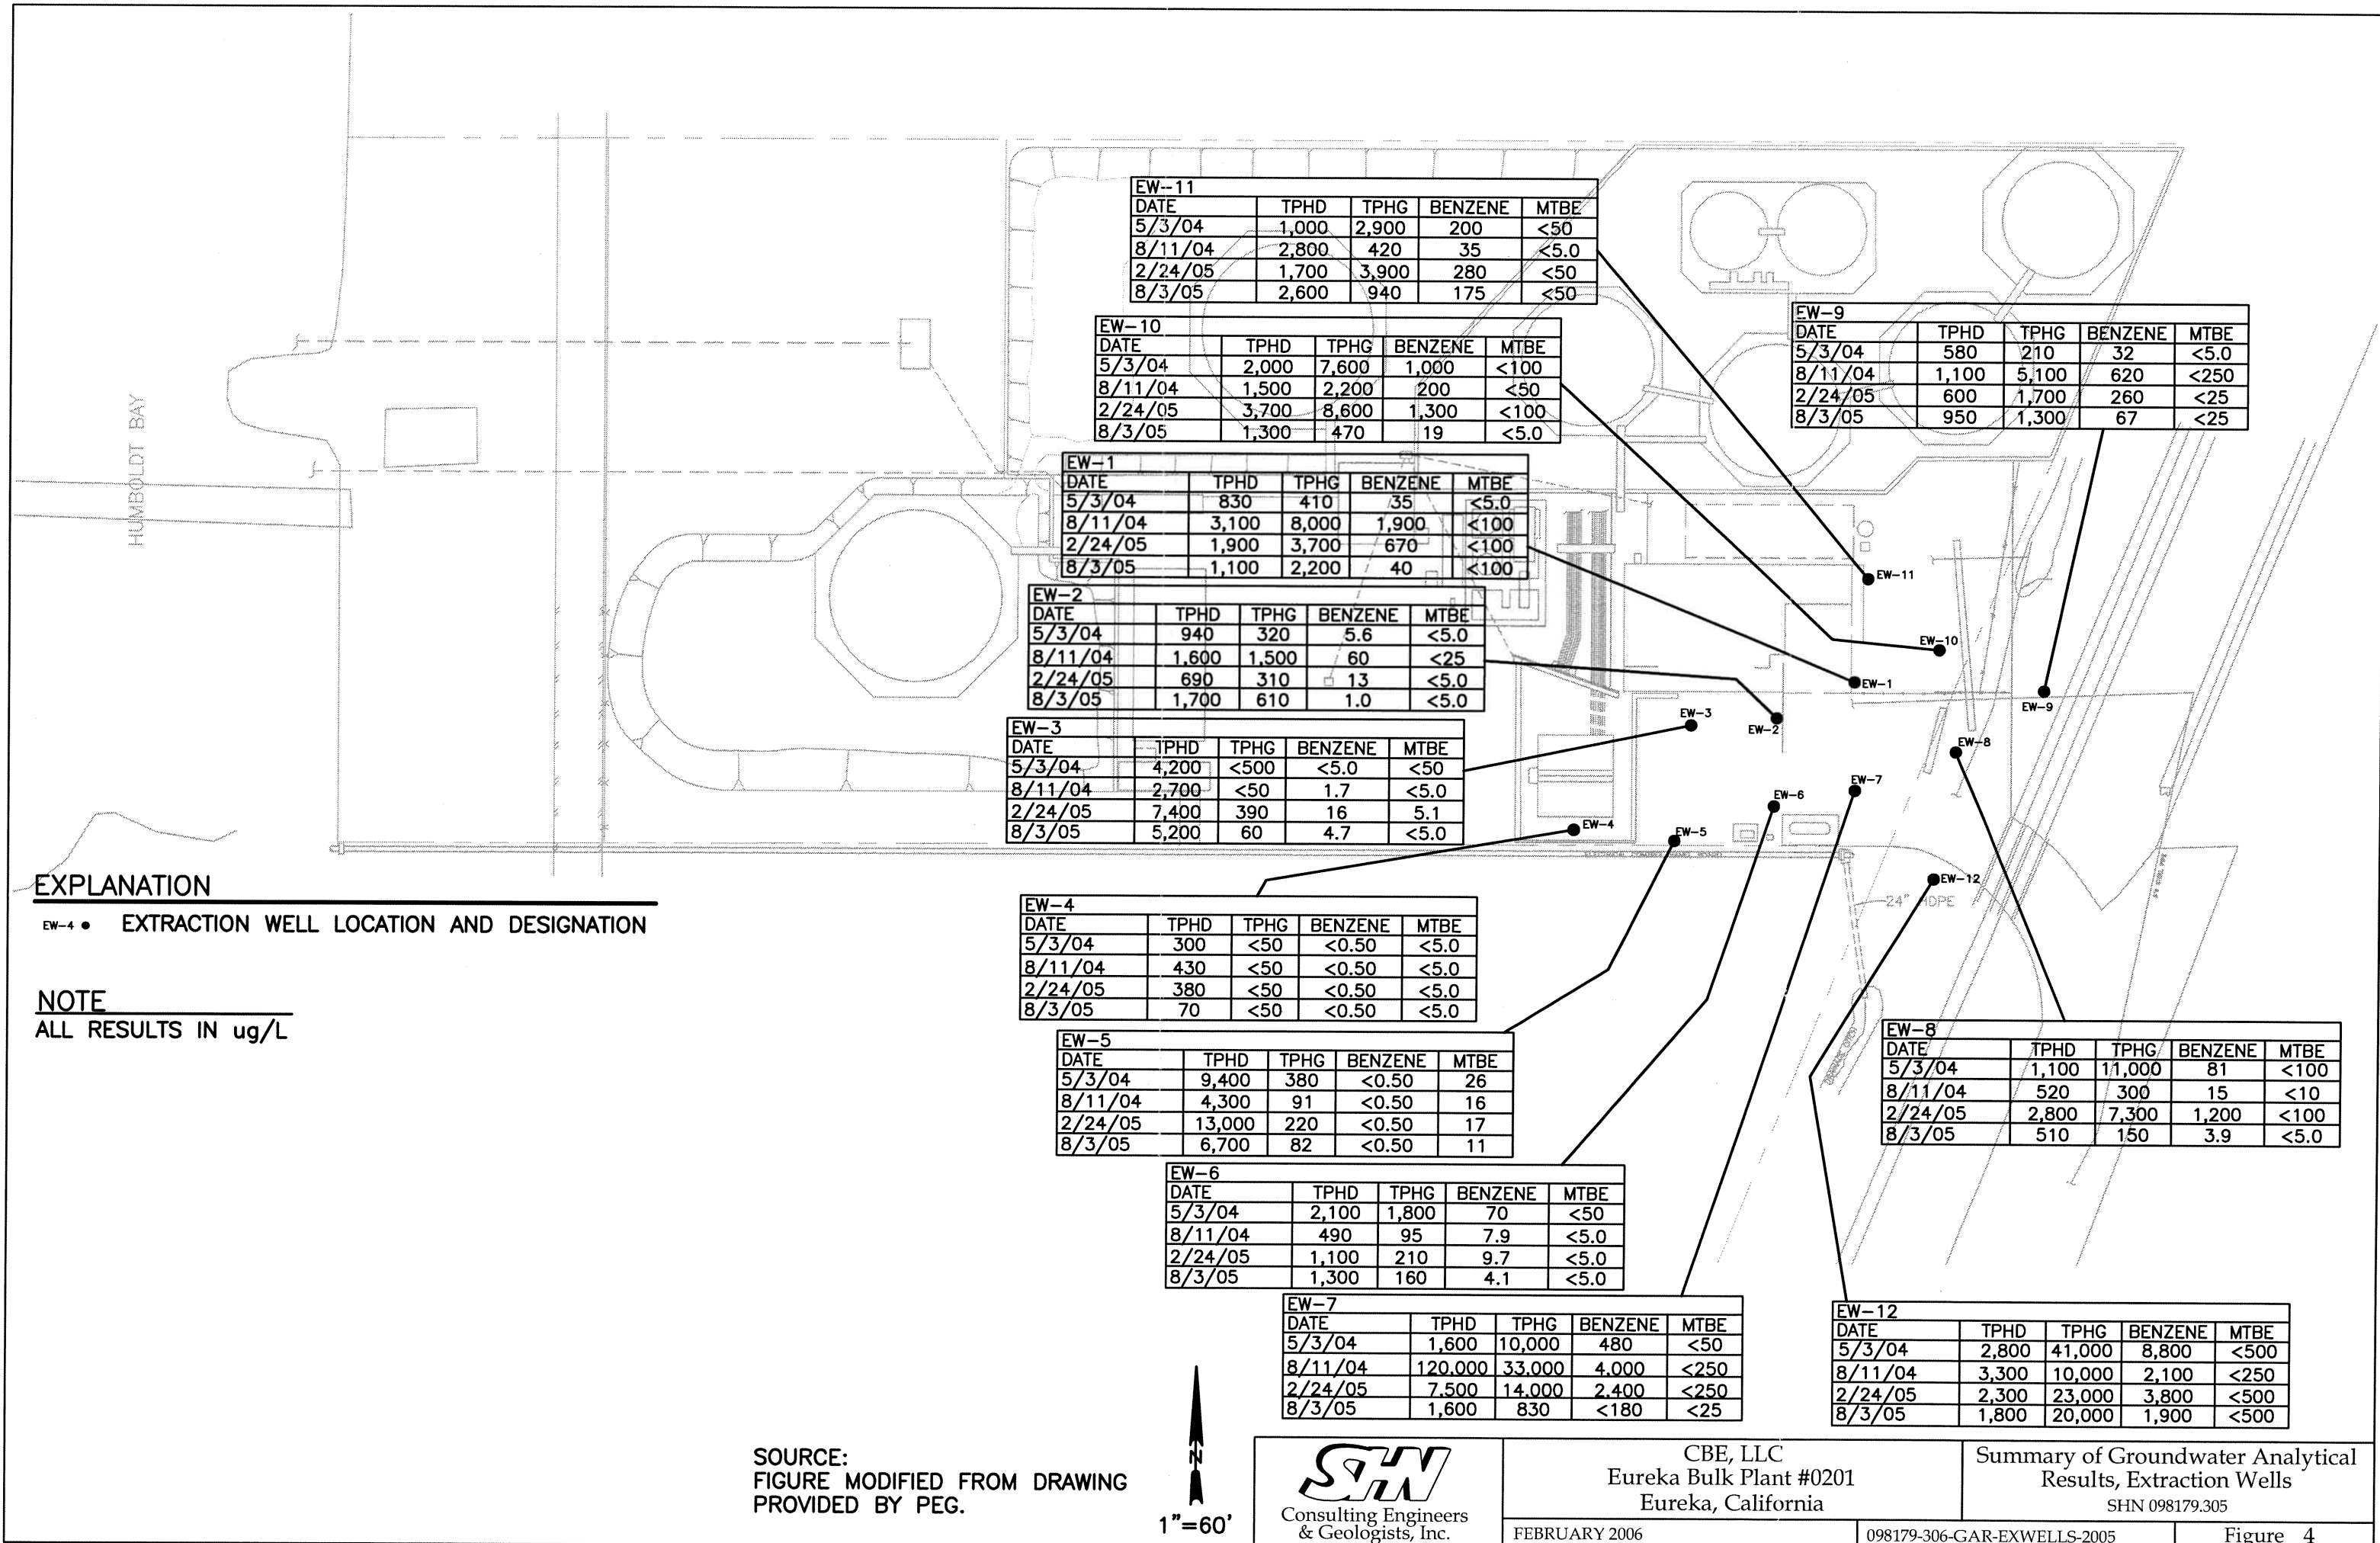 EW-11
DATE TPHD TPHG BENZENE MTBE
5/3/04 1,000 2,900 200 <50
8/11/04 2,800 420 35 <5.0
2/24/05 1,700 3,900 280 <50
8/3/05 2,600 940 175 <50
EW-10
DATE TPHD TPHG BENZENE MTBE
5/3/04 2,000 7,600 1,000 <100
8/11/04 1,500 2,200 200 <50
2/24/05 3,700 8,600 1,300 <100
8/3/05 1,300 470 19 <5.0
EW-9
DATE TPHD TPHG BENZENE MTBE
5/3/04 580 210 32 <5.0
8/11/04 1,100 5,100 620 <250
2/24/05 600 1,700 260 <25
8/3/05 950 1,300 67 <25
EW-1
DATE TPHD TPHG BENZENE MTBE
5/3/04 830 410 35 <5.0
8/11/04 3,100 8,000 1,900 <100
2/24/05 1,900 3,700 670 <100
8/3/05 1,100 2,200 40 <100
EW-2
DATE TPHD TPHG BENZENE MTBE
5/3/04 940 320 5.6 <5.0
8/11/04 1,600 1,500 60 <25
2/24/05 690 310 13 <5.0
8/3/05 1,700 610 1.0 <5.0
EW-3
DATE TPHD TPHG BENZENE MTBE
5/3/04 4,200 <500 <5.0 <50
8/11/04 2,700 <50 1.7 <5.0
2/24/05 7,400 390 16 5.1
8/3/05 5,200 60 4.7 <5.0
HUMBOLDT BAY
EW-11
EW-10
EW-1
EW-9
EW-3
EW-2
EW-8
EW-7
EW-6
EW-4
EW-5
EW-12
24" HDPE
EXPLANATION
EW-4 ● EXTRACTION WELL LOCATION AND DESIGNATION
NOTE
ALL RESULTS IN ug/L
EW-4
DATE TPHD TPHG BENZENE MTBE
5/3/04 300 <50 <0.50 <5.0
8/11/04 430 <50 <0.50 <5.0
2/24/05 380 <50 <0.50 <5.0
8/3/05 70 <50 <0.50 <5.0
EW-5
DATE TPHD TPHG BENZENE MTBE
5/3/04 9,400 380 <0.50 26
8/11/04 4,300 91 <0.50 16
2/24/05 13,000 220 <0.50 17
8/3/05 6,700 82 <0.50 11
EW-8
DATE TPHD TPHG BENZENE MTBE
5/3/04 1,100 11,000 81 <100
8/11/04 520 300 15 <10
2/24/05 2,800 7,300 1,200 <100
8/3/05 510 150 3.9 <5.0
EW-6
DATE TPHD TPHG BENZENE MTBE
5/3/04 2,100 1,800 70 <50
8/11/04 490 95 7.9 <5.0
2/24/05 1,100 210 9.7 <5.0
8/3/05 1,300 160 4.1 <5.0
EW-7
DATE TPHD TPHG BENZENE MTBE
5/3/04 1,600 10,000 480 <50
8/11/04 120,000 33,000 4,000 <250
2/24/05 7,500 14,000 2,400 <250
8/3/05 1,600 830 <180 <25
EW-12
DATE TPHD TPHG BENZENE MTBE
5/3/04 2,800 41,000 8,800 <500
8/11/04 3,300 10,000 2,100 <250
2/24/05 2,300 23,000 3,800 <500
8/3/05 1,800 20,000 1,900 <500
SOURCE:
FIGURE MODIFIED FROM DRAWING
PROVIDED BY PEG.
N
1"=60'
SHN
Consulting Engineers
& Geologists, Inc.
CBE, LLC
Eureka Bulk Plant #0201
Eureka, California
Summary of Groundwater Analytical
Results, Extraction Wells
SHN 098179.305
FEBRUARY 2006
098179-306-GAR-EXWELLS-2005
Figure 4